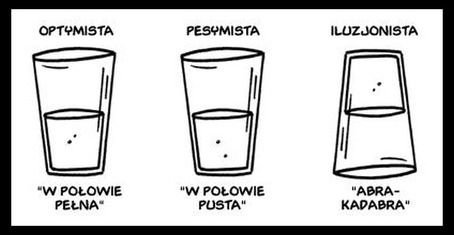 OPTYMISTA
"W POŁOWIE
PEŁNA"
PESYMISTA
"W POŁOWIE
PUSTA"
ILUZJONISTA
"ABRA-
KADABRA"